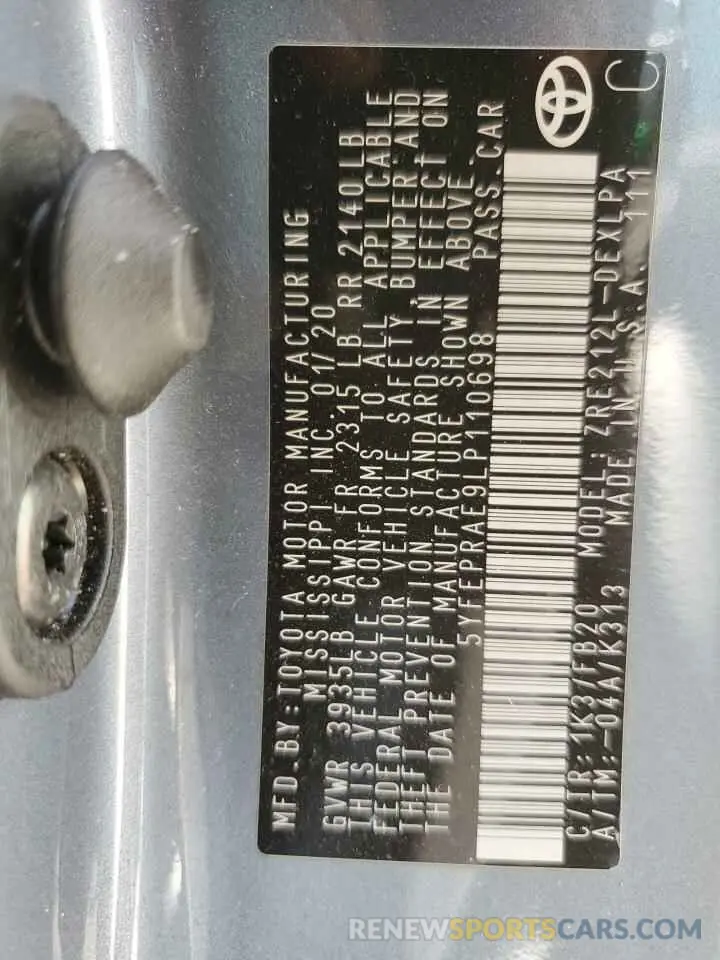 MFD. BY: TOYOTA MOTOR MANUFACTURING
MISSISSIPPI INC. 01/20
GVWR 3935LB GAWR FR 2315 LB RR 2140LB
THIS VEHICLE CONFORMS TO ALL APPLICABLE
FEDERAL MOTOR VEHICLE SAFETY, BUMPER AND
THEFT PREVENTION STANDARDS IN EFFECT ON
THE DATE OF MANUFACTURE SHOWN ABOVE.
5YFEPRAE9LP110698 PASS. CAR
C/TR: 1K3/FB20 MODEL: ZRE212L-DEXLPA
A/TM: -04A/K313 MADE IN U.S.A. 111
C
RENEWSPORTSCARS.COM